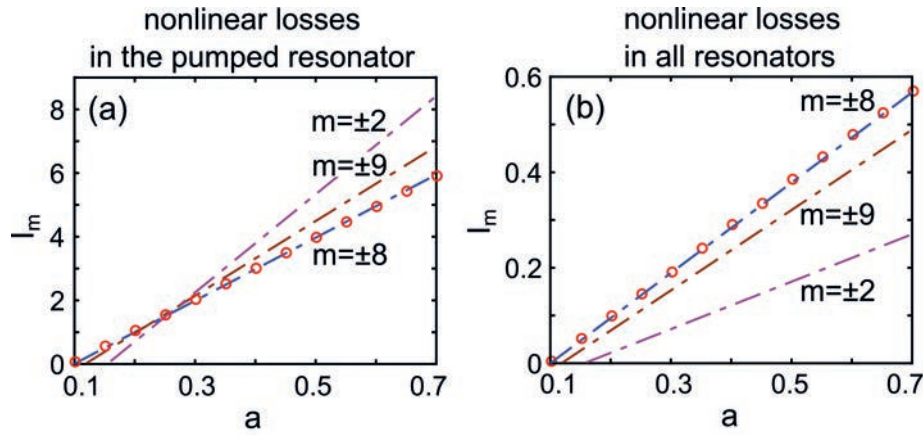 nonlinear losses
in the pumped resonator
(a)
m=±2
m=±9
m=±8
I_m
8
6
4
2
0
0.1 0.3 0.5 0.7
a
nonlinear losses
in all resonators
(b)
m=±8
m=±9
m=±2
I_m
0.6
0.4
0.2
0
0.1 0.3 0.5 0.7
a